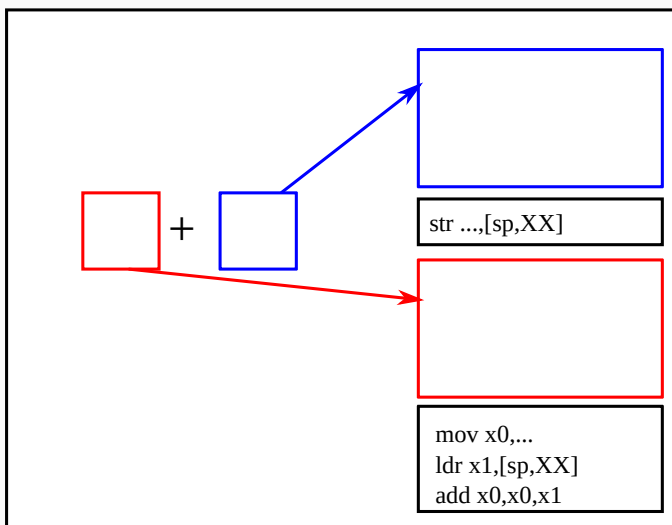 +
str ...,[sp,XX]
mov x0,...
ldr x1,[sp,XX]
add x0,x0,x1